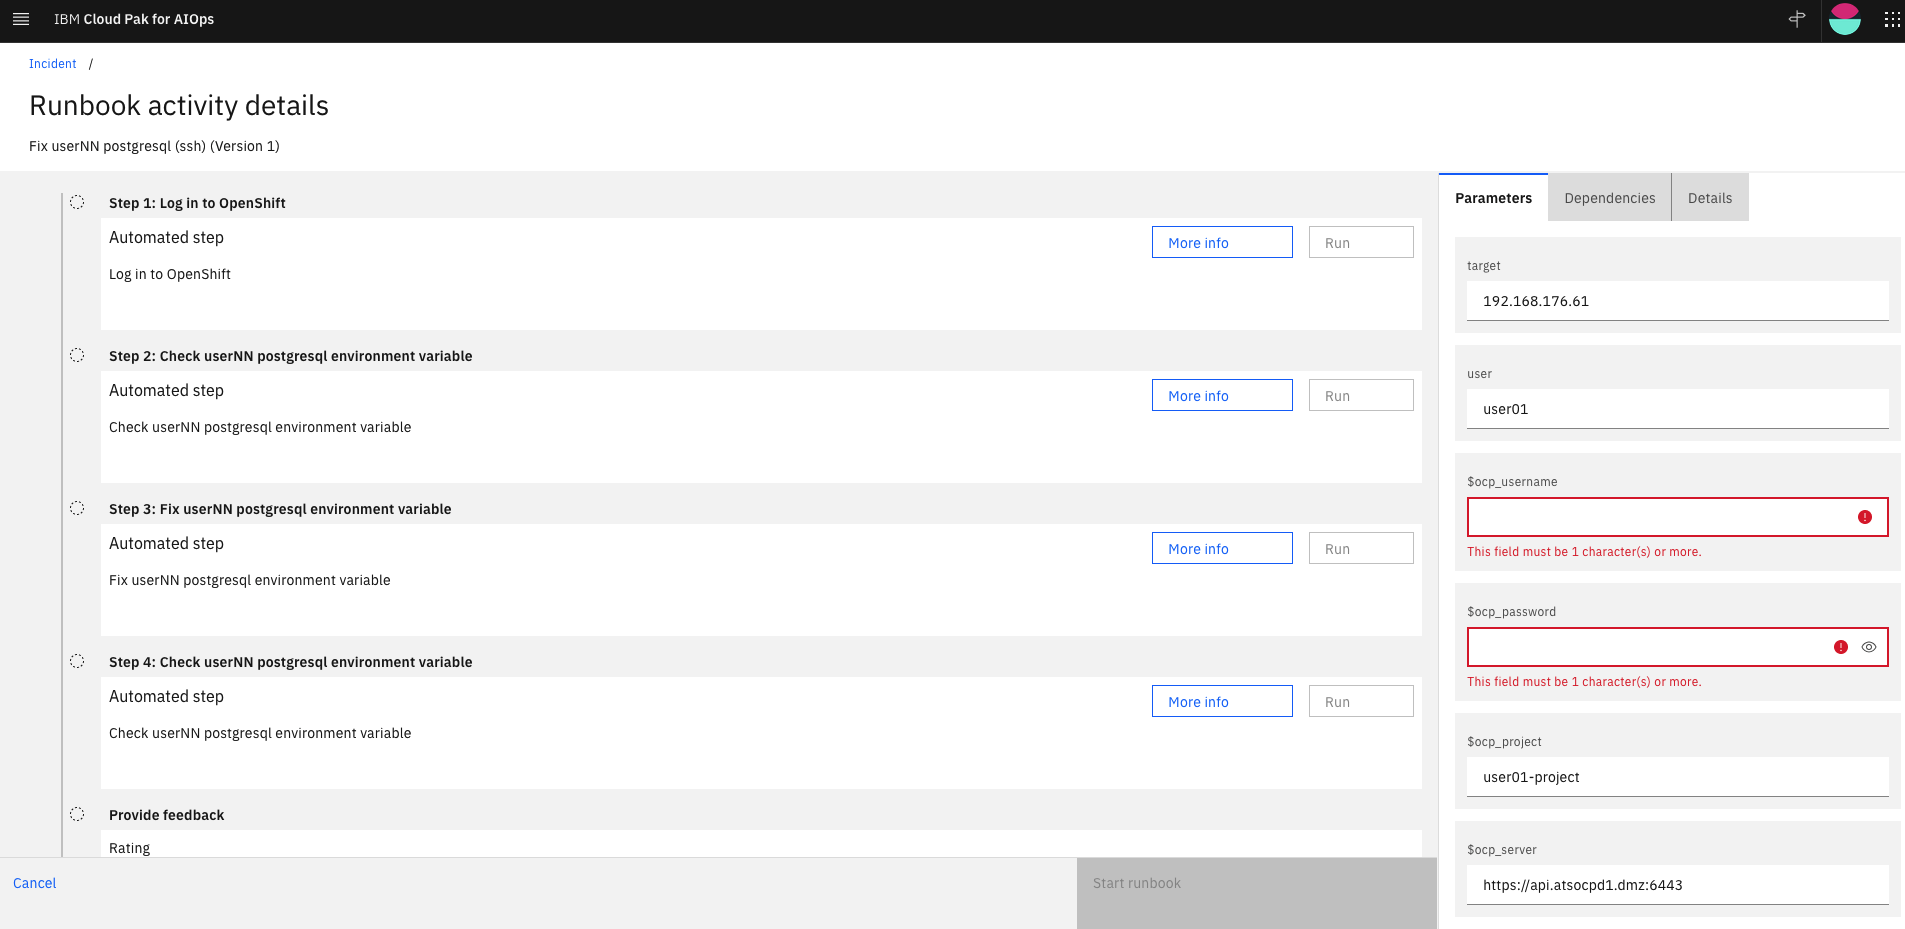 IBM Cloud Pak for AIOps
Incident /
Runbook activity details
Fix userNN postgresql (ssh) (Version 1)
Step 1: Log in to OpenShift
Automated step
More info
Run
Log in to OpenShift
Step 2: Check userNN postgresql environment variable
Automated step
More info
Run
Check userNN postgresql environment variable
Step 3: Fix userNN postgresql environment variable
Automated step
More info
Run
Fix userNN postgresql environment variable
Step 4: Check userNN postgresql environment variable
Automated step
More info
Run
Check userNN postgresql environment variable
Provide feedback
Rating
Cancel
Start runbook
Parameters
Dependencies
Details
target
192.168.176.61
user
user01
$ocp_username
This field must be 1 character(s) or more.
$ocp_password
This field must be 1 character(s) or more.
$ocp_project
user01-project
$ocp_server
https://api.atsocpd1.dmz:6443